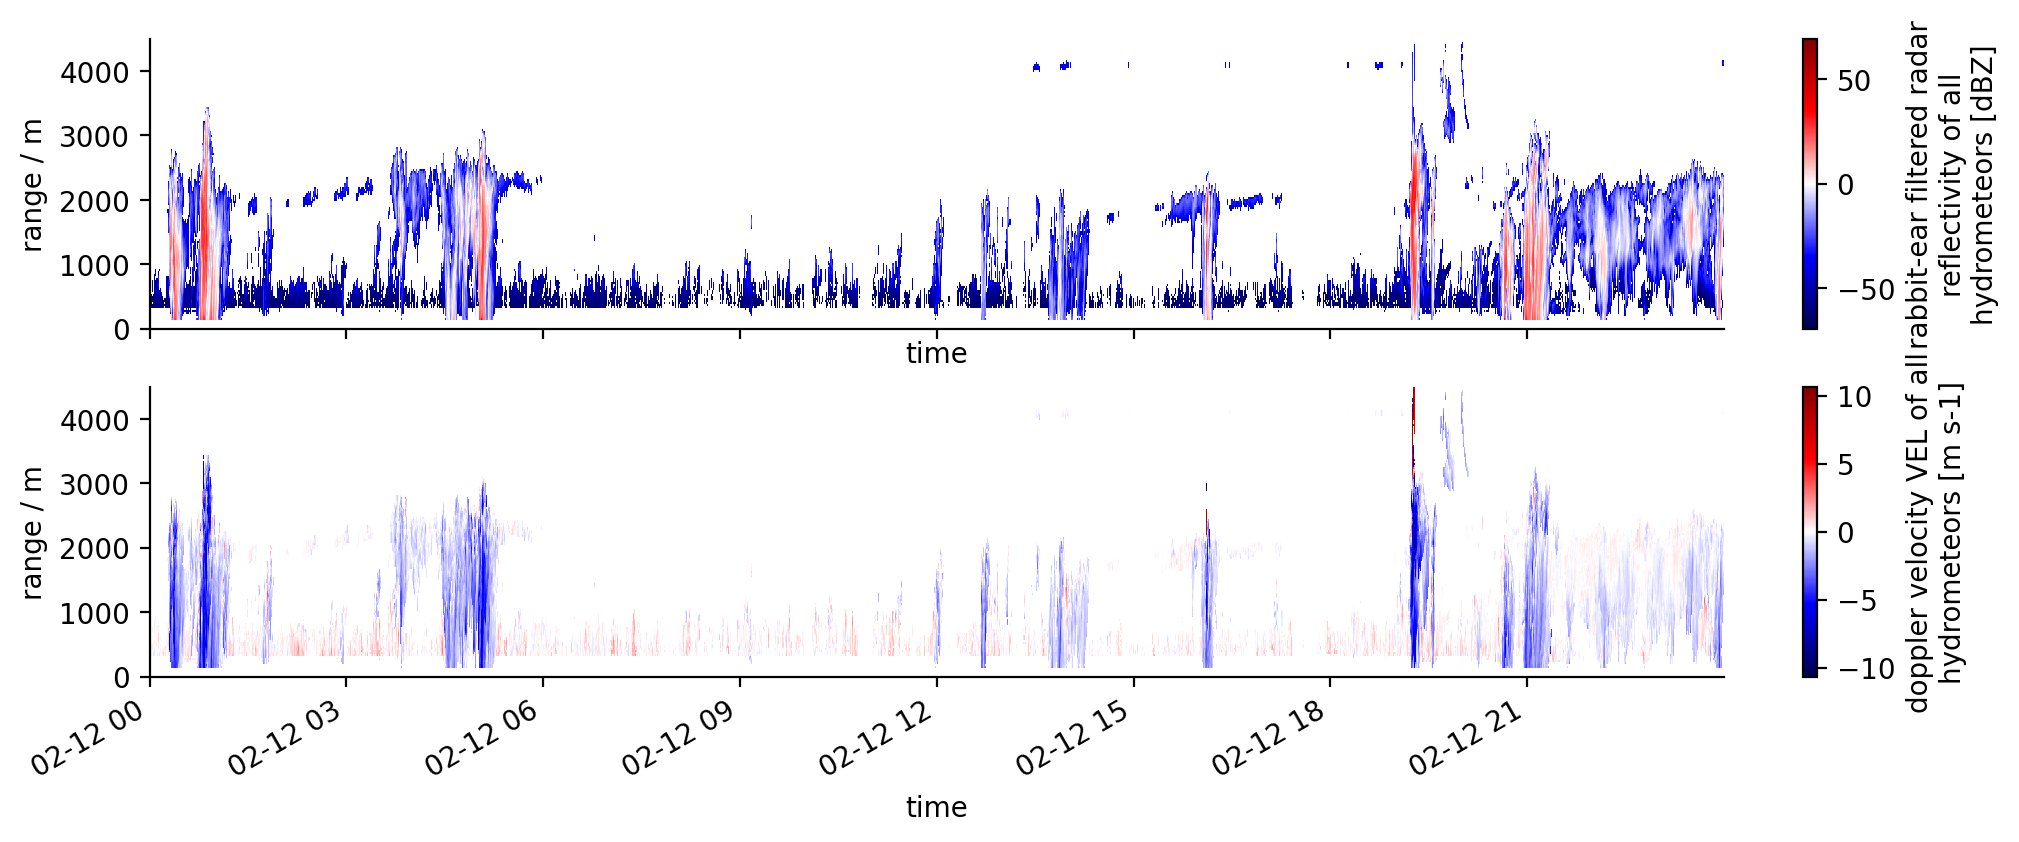 4000
3000
2000
1000
0
range / m
time
50
0
−50
rabbit-ear filtered radar
reflectivity of all
hydrometeors [dBZ]
4000
3000
2000
1000
0
range / m
02-12 00
02-12 03
02-12 06
02-12 09
02-12 12
02-12 15
02-12 18
02-12 21
time
10
5
0
−5
−10
doppler velocity VEL of all
hydrometeors [m s-1]